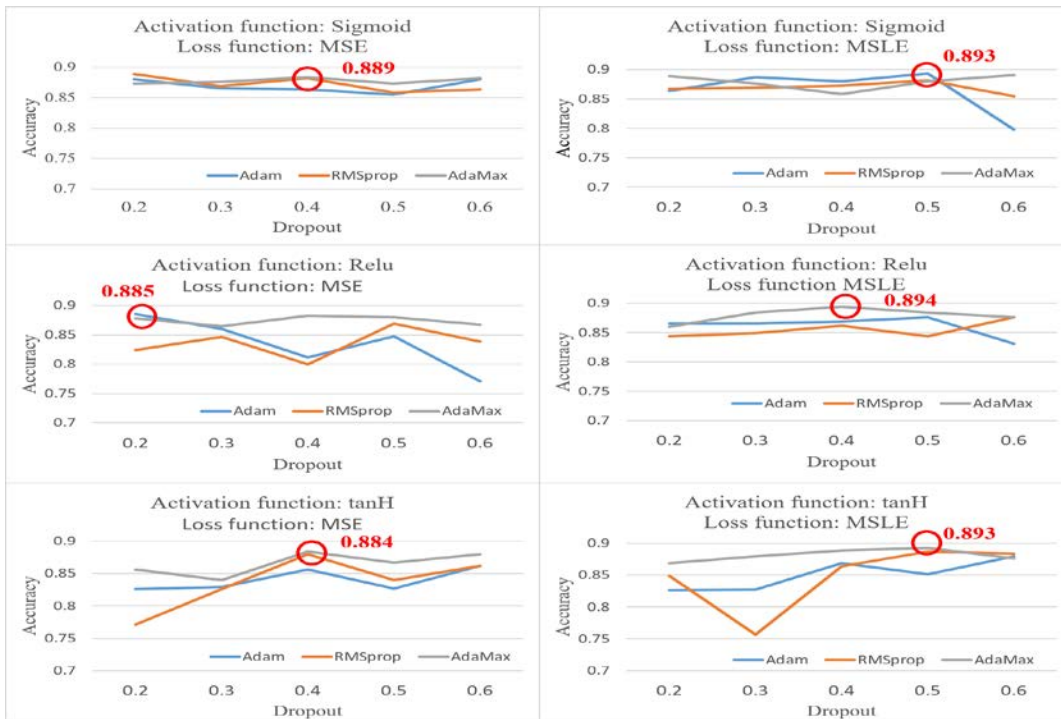 Activation function: Sigmoid
Loss function: MSE
0.889
0.9
0.85
0.8
0.75
0.7
Accuracy
Adam RMSprop AdaMax
0.2 0.3 0.4 0.5 0.6
Dropout
Activation function: Sigmoid
Loss function: MSLE
0.893
0.9
0.85
0.8
0.75
0.7
Accuracy
Adam RMSprop AdaMax
0.2 0.3 0.4 0.5 0.6
Dropout
Activation function: Relu
Loss function: MSE
0.885
0.9
0.85
0.8
0.75
0.7
Accuracy
Adam RMSprop AdaMax
0.2 0.3 0.4 0.5 0.6
Dropout
Activation function: Relu
Loss function MSLE
0.894
0.9
0.85
0.8
0.75
0.7
Accuracy
Adam RMSprop AdaMax
0.2 0.3 0.4 0.5 0.6
Dropout
Activation function: tanH
Loss function: MSE
0.884
0.9
0.85
0.8
0.75
0.7
Accuracy
Adam RMSprop AdaMax
0.2 0.3 0.4 0.5 0.6
Dropout
Activation function: tanH
Loss function: MSLE
0.893
0.9
0.85
0.8
0.75
0.7
Accuracy
Adam RMSprop AdaMax
0.2 0.3 0.4 0.5 0.6
Dropout